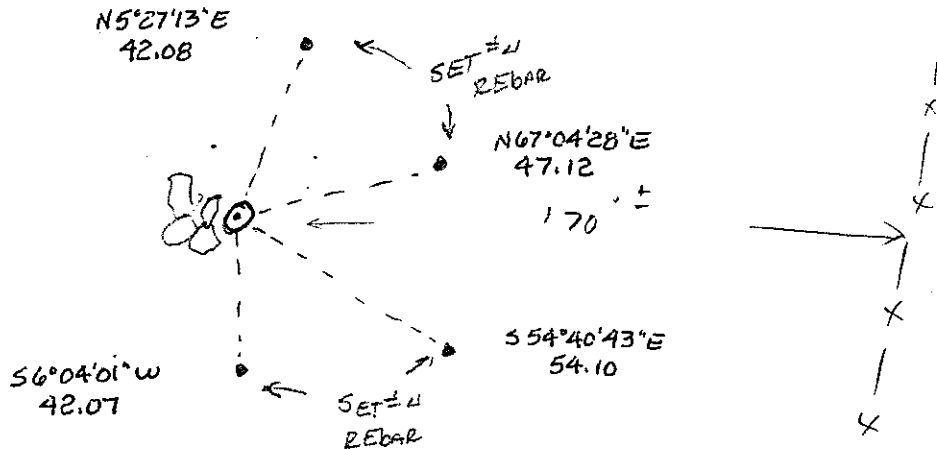 N5°27'13"E
42.08
SET #4
REBAR
N67°04'28"E
47.12
170' ±
S54°40'43"E
54.10
S6°04'01"W
42.07
SET #4
REBAR